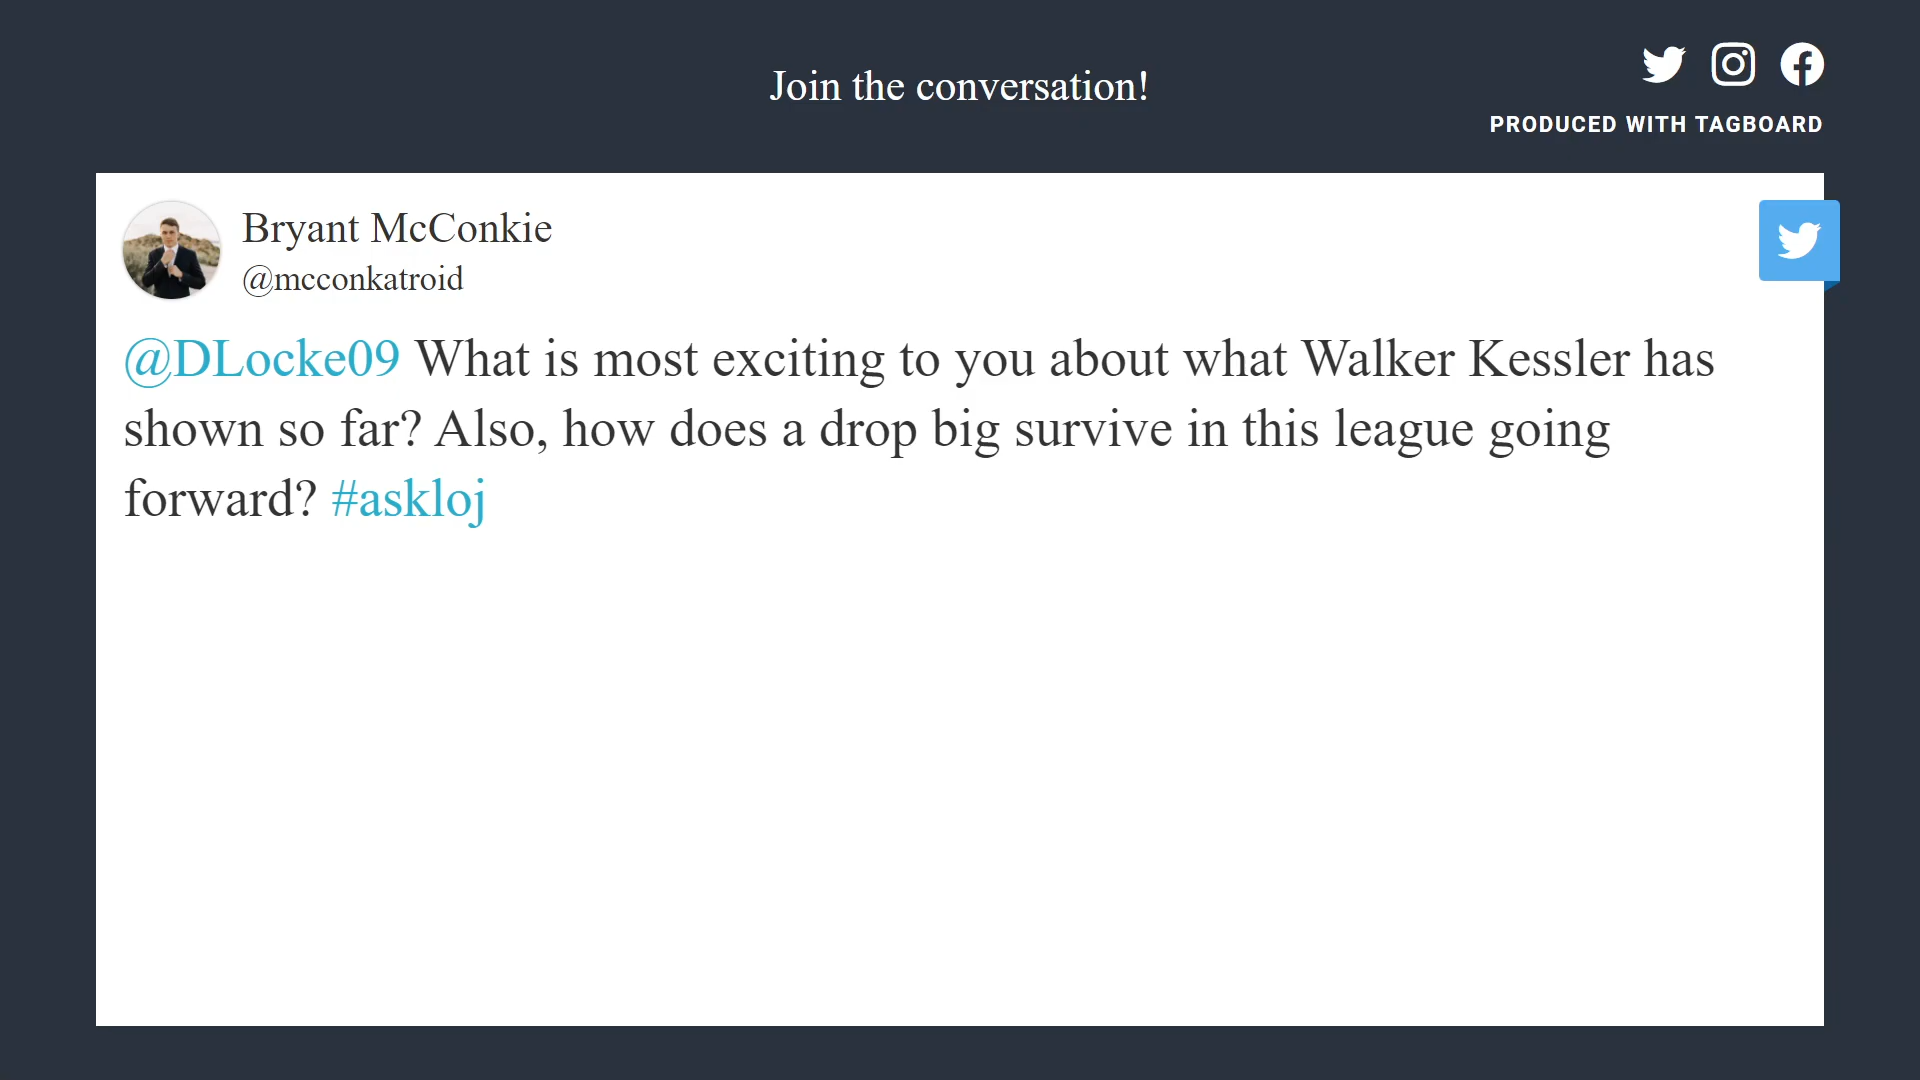 Join the conversation!
PRODUCED WITH TAGBOARD
Bryant McConkie
@mcconkatroid
@DLocke09 What is most exciting to you about what Walker Kessler has
shown so far? Also, how does a drop big survive in this league going
forward? #askloj